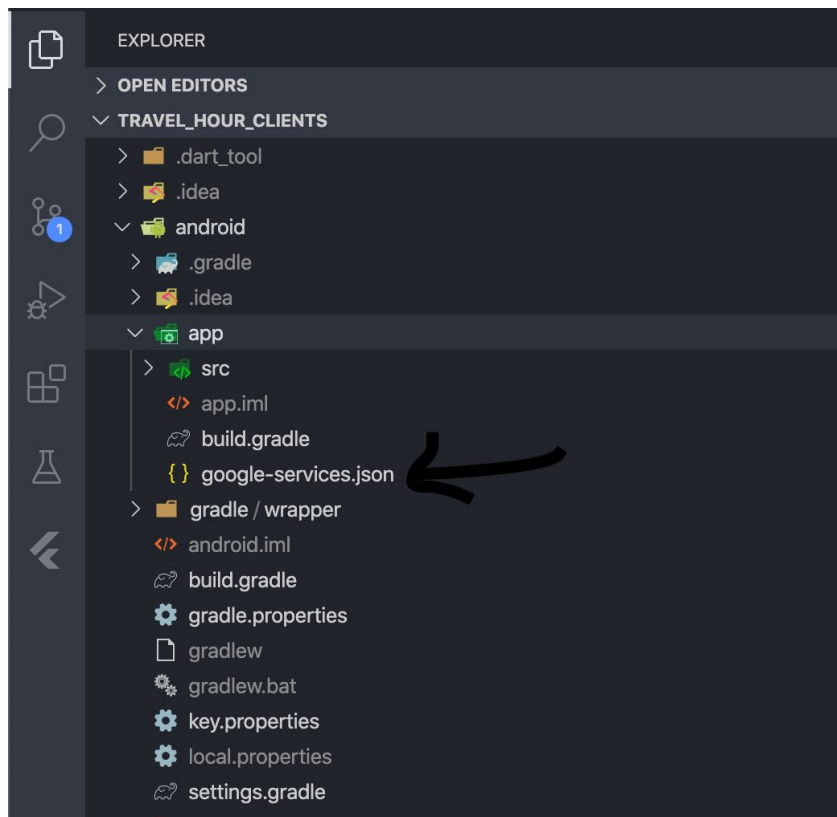 EXPLORER
OPEN EDITORS
TRAVEL_HOUR_CLIENTS
.dart_tool
.idea
android
.gradle
.idea
app
src
app.iml
build.gradle
google-services.json
gradle / wrapper
android.iml
1
build.gradle
gradle.properties
gradlew
gradlew.bat
key.properties
local.properties
settings.gradle